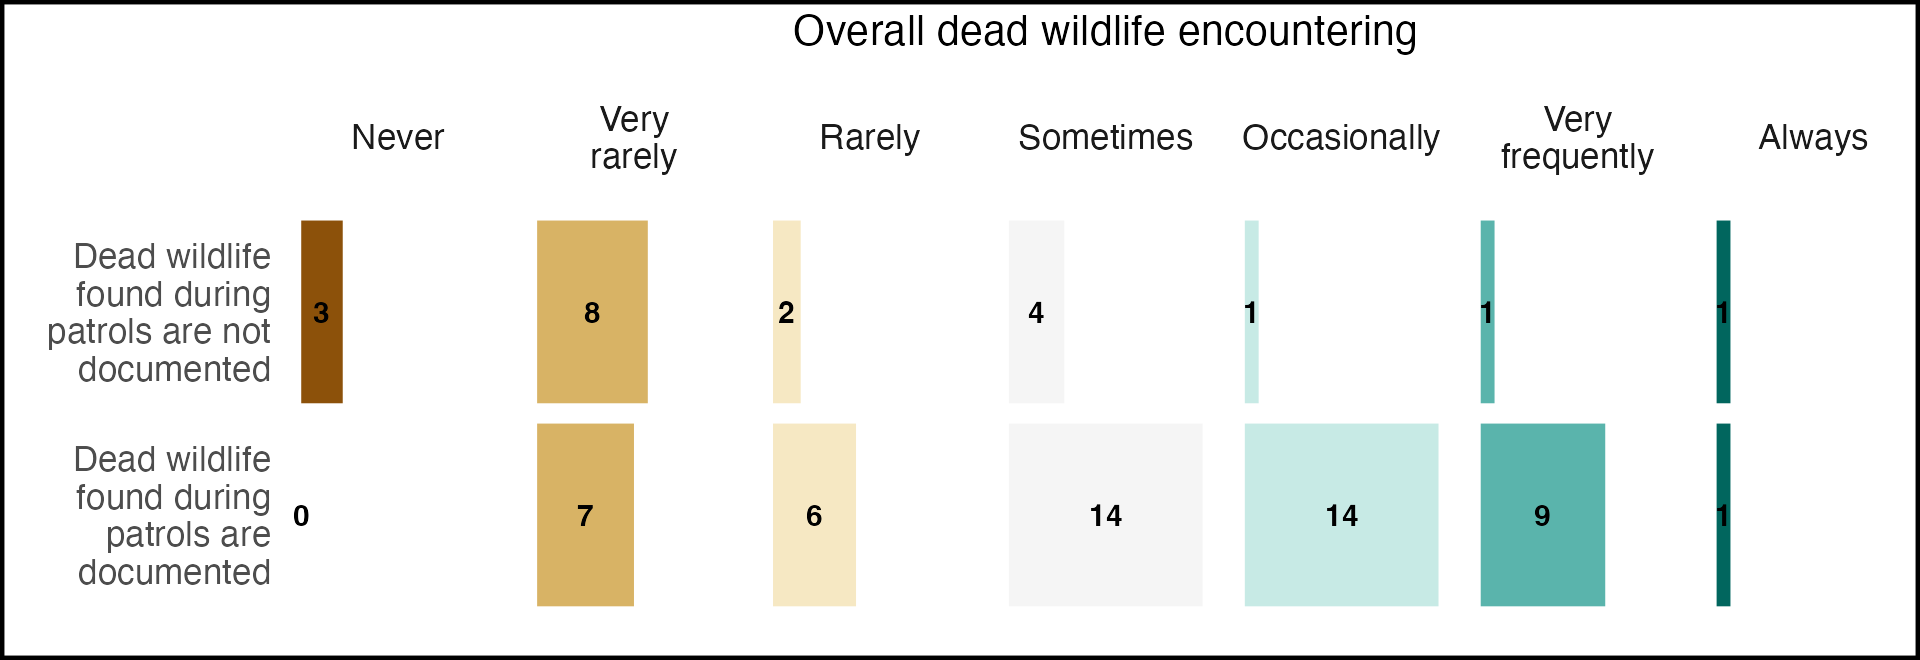 Overall dead wildlife encountering
Never
Very
rarely
Rarely
Sometimes
Occasionally
Very
frequently
Always
Dead wildlife
found during
patrols are not
documented
3
8
2
4
1
1
1
Dead wildlife
found during
patrols are
documented
0
7
6
14
14
9
1